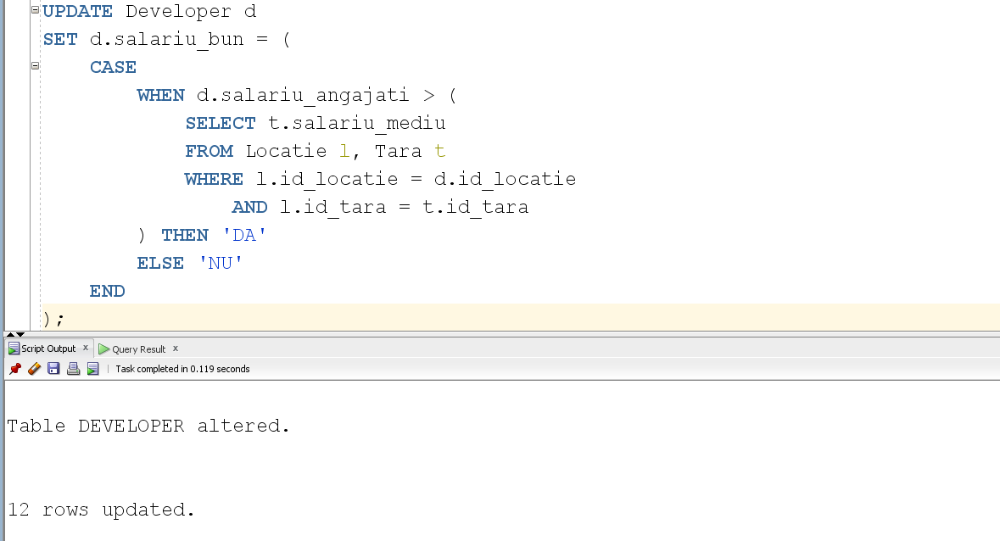 UPDATE Developer d
SET d.salariu_bun = (
CASE
WHEN d.salariu_angajati > (
SELECT t.salariu_mediu
FROM Locatie l, Tara t
WHERE l.id_locatie = d.id_locatie
AND l.id_tara = t.id_tara
) THEN 'DA'
ELSE 'NU'
END
);
Script Output x Query Result x
Task completed in 0.119 seconds
Table DEVELOPER altered.
12 rows updated.